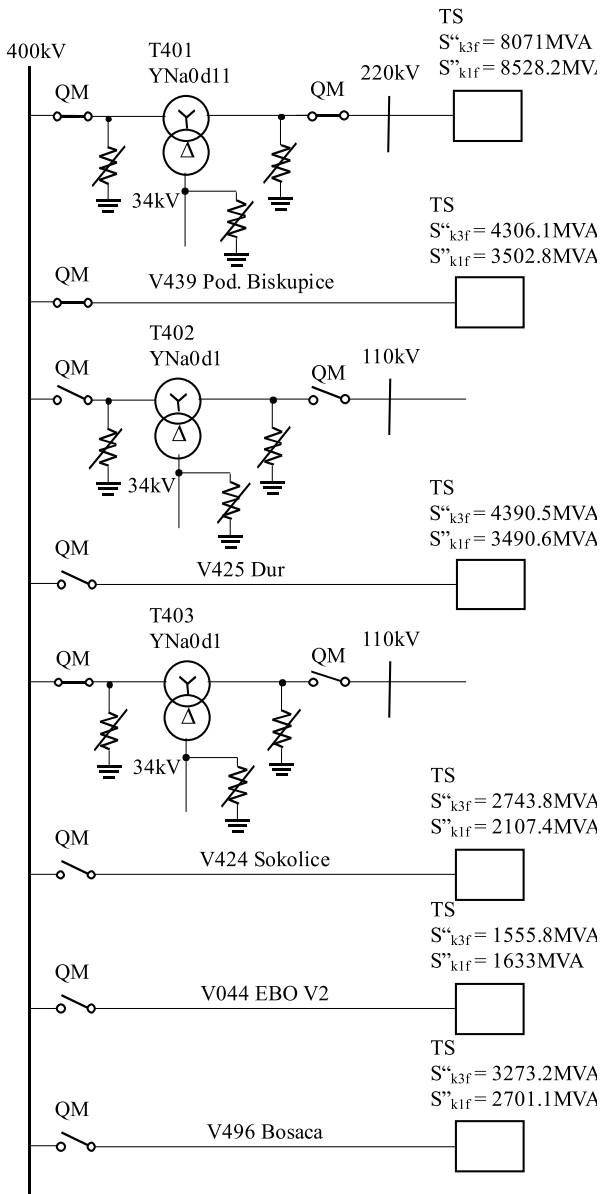 TS
S“k3f = 8071MVA
S”k1f = 8528.2MVA
400kV
T401
YNa0d11
QM
QM
220kV
34kV
TS
S“k3f = 4306.1MVA
S”k1f = 3502.8MVA
QM
V439 Pod. Biskupice
T402
YNa0d1
QM
QM
110kV
34kV
TS
S“k3f = 4390.5MVA
S”k1f = 3490.6MVA
QM
V425 Dur
T403
YNa0d1
QM
QM
110kV
34kV
TS
S“k3f = 2743.8MVA
S”k1f = 2107.4MVA
QM
V424 Sokolice
TS
S“k3f = 1555.8MVA
S”k1f = 1633MVA
QM
V044 EBO V2
TS
S“k3f = 3273.2MVA
S”k1f = 2701.1MVA
QM
V496 Bosaca